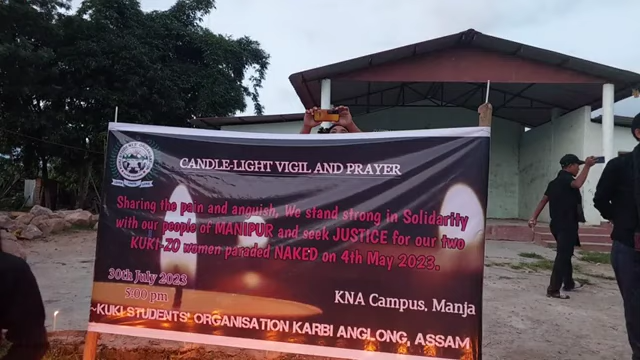 CANDLE-LIGHT VIGIL AND PRAYER
Sharing the pain and anguish, We stand strong in Solidarity
with our people of MANIPUR and seek JUSTICE for our two
KUKI-ZO women paraded NAKED on 4th May 2023.
30th July 2023
5:00 pm
KNA Campus, Manja
~KUKI STUDENTS' ORGANISATION KARBI ANGLONG, ASSAM